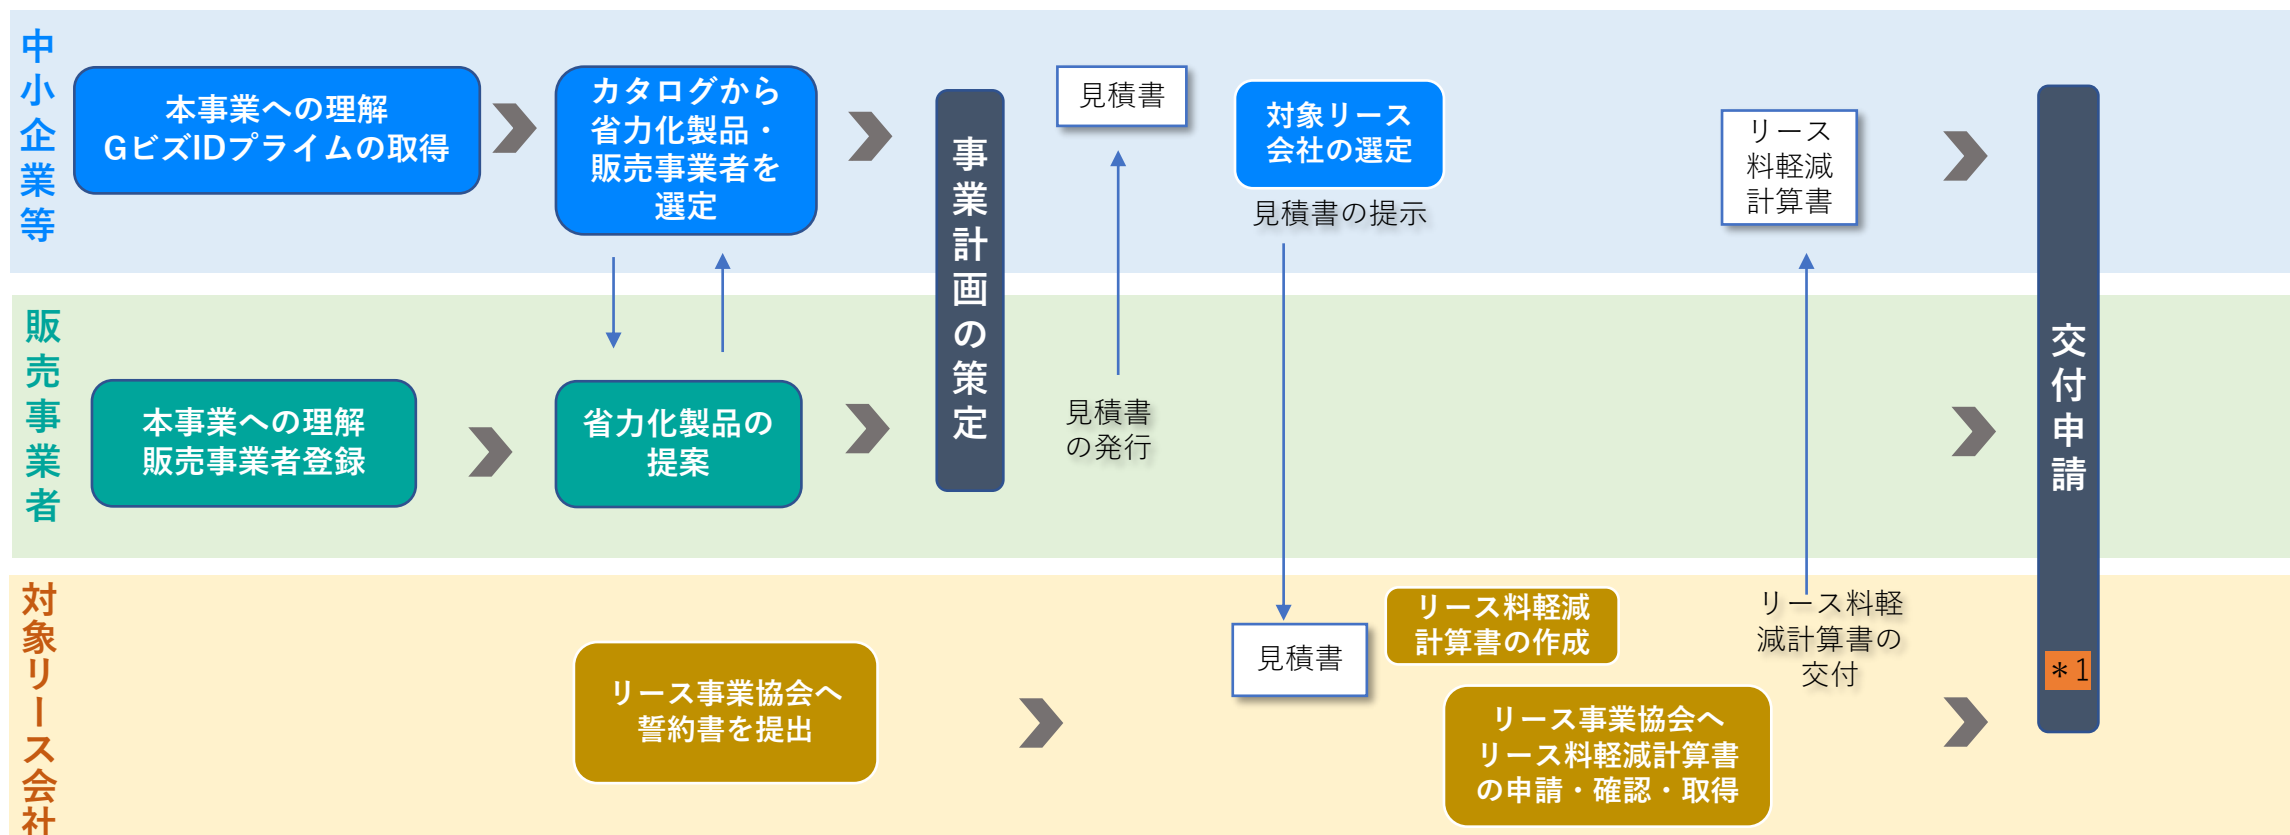 中小企業等
本事業への理解
GビズIDプライムの取得
カタログから
省力化製品・
販売事業者を
選定
事業計画の策定
見積書
対象リース
会社の選定
見積書の提示
リース
料軽減
計算書
交付申請
＊1
販売事業者
本事業への理解
販売事業者登録
省力化製品の
提案
見積書
の発行
対象リース会社
リース事業協会へ
誓約書を提出
見積書
リース料軽減
計算書の作成
リース事業協会へ
リース料軽減計算書
の申請・確認・取得
リース料軽
減計算書の
交付